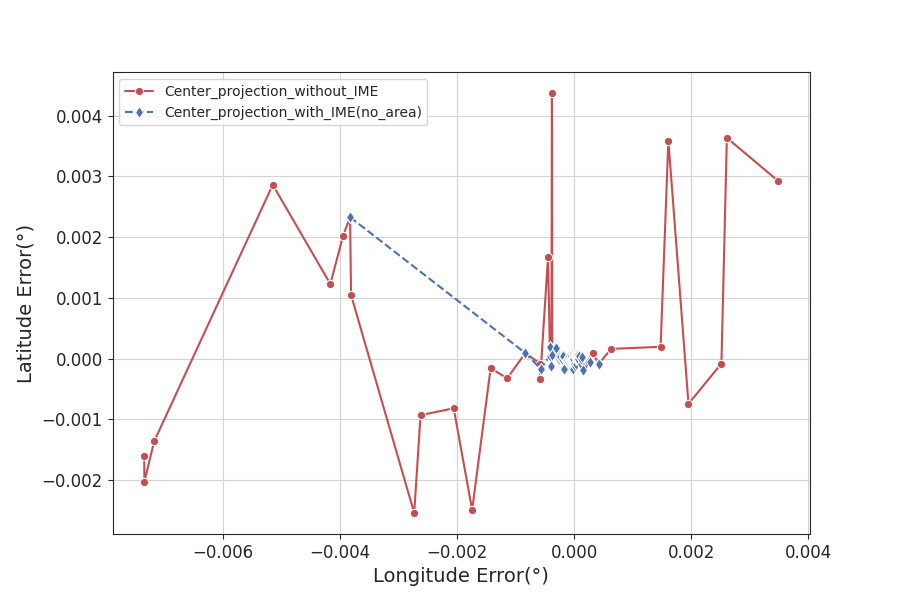 Center_projection_without_IME
Center_projection_with_IME(no_area)
0.004
0.003
0.002
0.001
0.000
−0.001
−0.002
Latitude Error(°)
−0.006 −0.004 −0.002 0.000 0.002 0.004
Longitude Error(°)